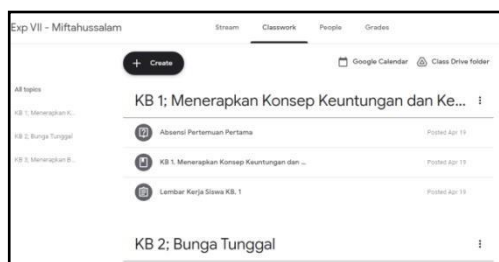 Exp VII - Miftahussalam
Stream Classwork People Grades
+ Create
Google Calendar Class Drive folder
All topics
KB 1; Menerapkan K...
KB 2; Bunga Tunggal
KB 3; Menerapkan B...
KB 1; Menerapkan Konsep Keuntungan dan Ke...
Absensi Pertemuan Pertama Posted Apr 19
KB 1. Menerapkan Konsep Keuntungan dan ... Posted Apr 19
Lembar Kerja Siswa KB. 1 Posted Apr 19
KB 2; Bunga Tunggal